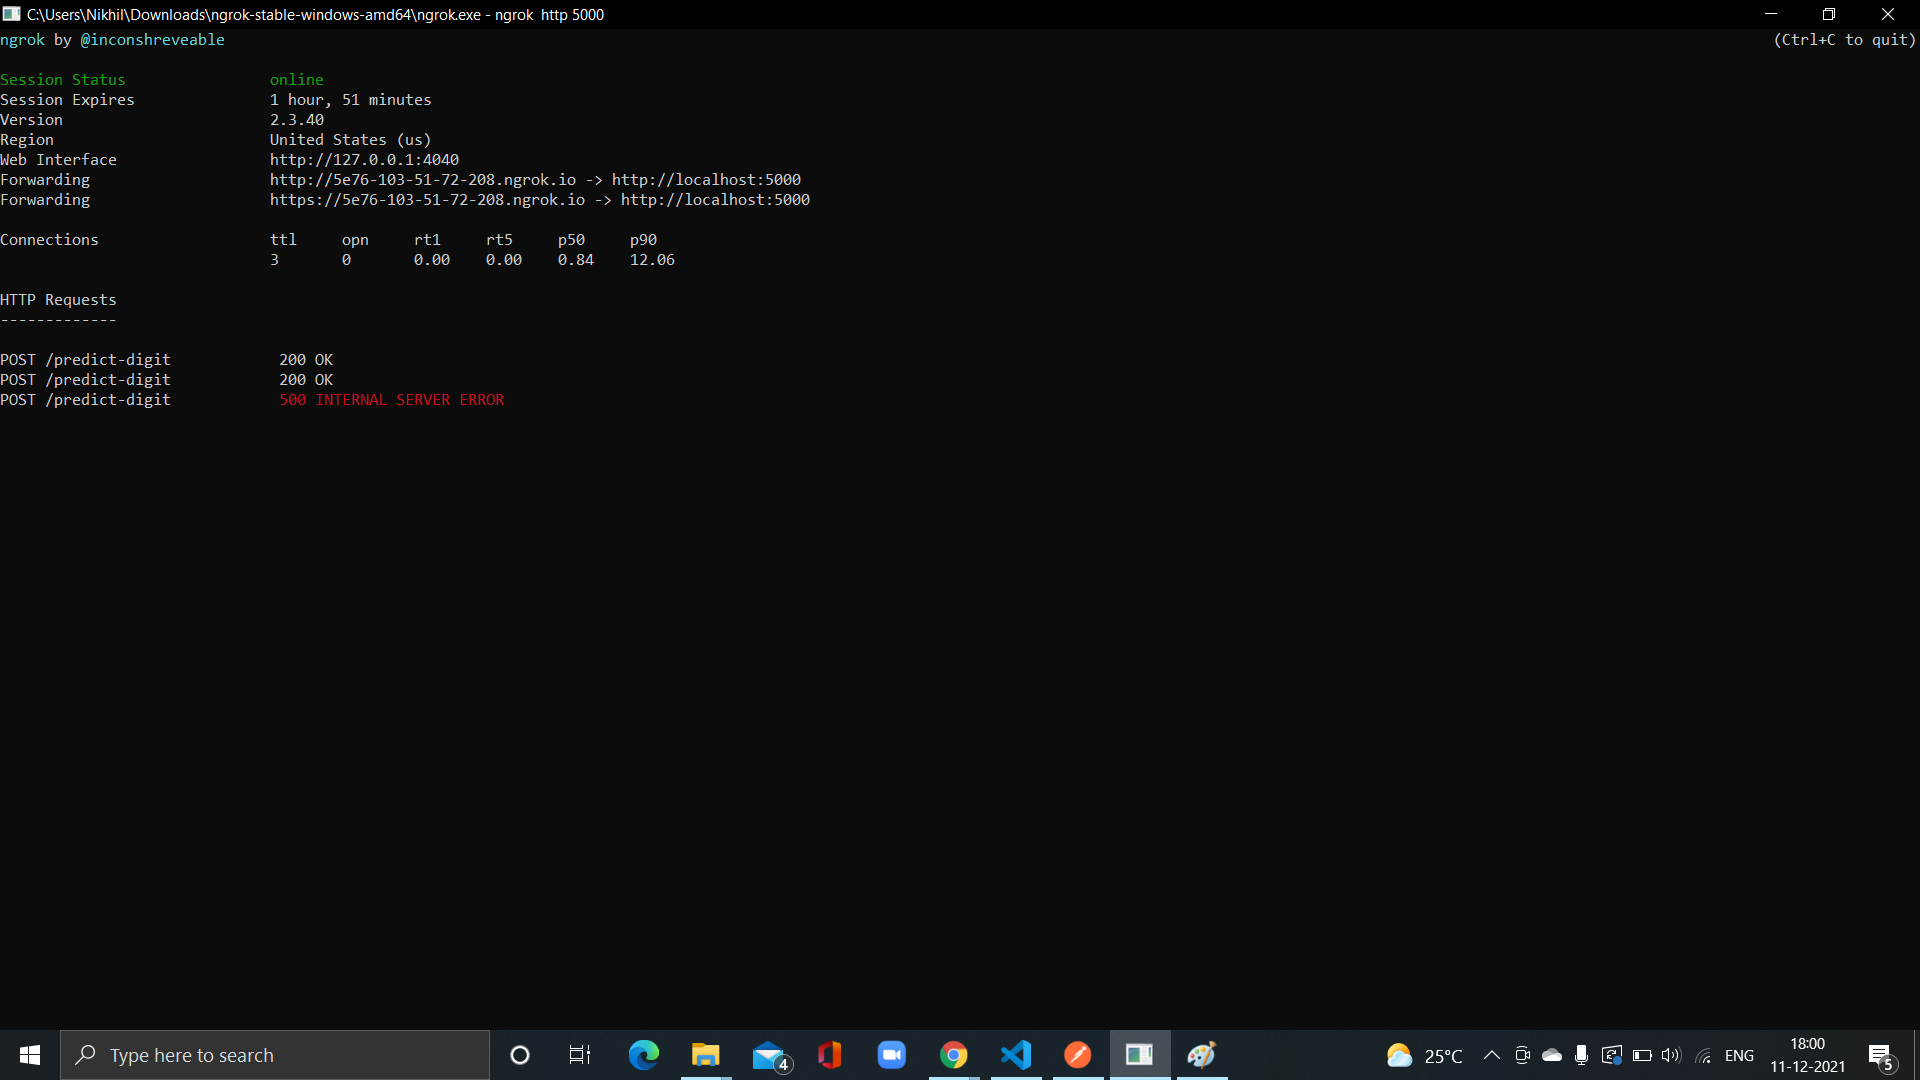 C:\Users\Nikhil\Downloads\ngrok-stable-windows-amd64\ngrok.exe - ngrok  http 5000
ngrok by @inconshreveable (Ctrl+C to quit)
Session Status online
Session Expires 1 hour, 51 minutes
Version 2.3.40
Region United States (us)
Web Interface http://127.0.0.1:4040
Forwarding http://5e76-103-51-72-208.ngrok.io -> http://localhost:5000
Forwarding https://5e76-103-51-72-208.ngrok.io -> http://localhost:5000
Connections ttl opn rt1 rt5 p50 p90
3 0 0.00 0.00 0.84 12.06
HTTP Requests
-------------
POST /predict-digit 200 OK
POST /predict-digit 200 OK
POST /predict-digit 500 INTERNAL SERVER ERROR
Type here to search 4 25°C ENG 18:00 5
11-12-2021